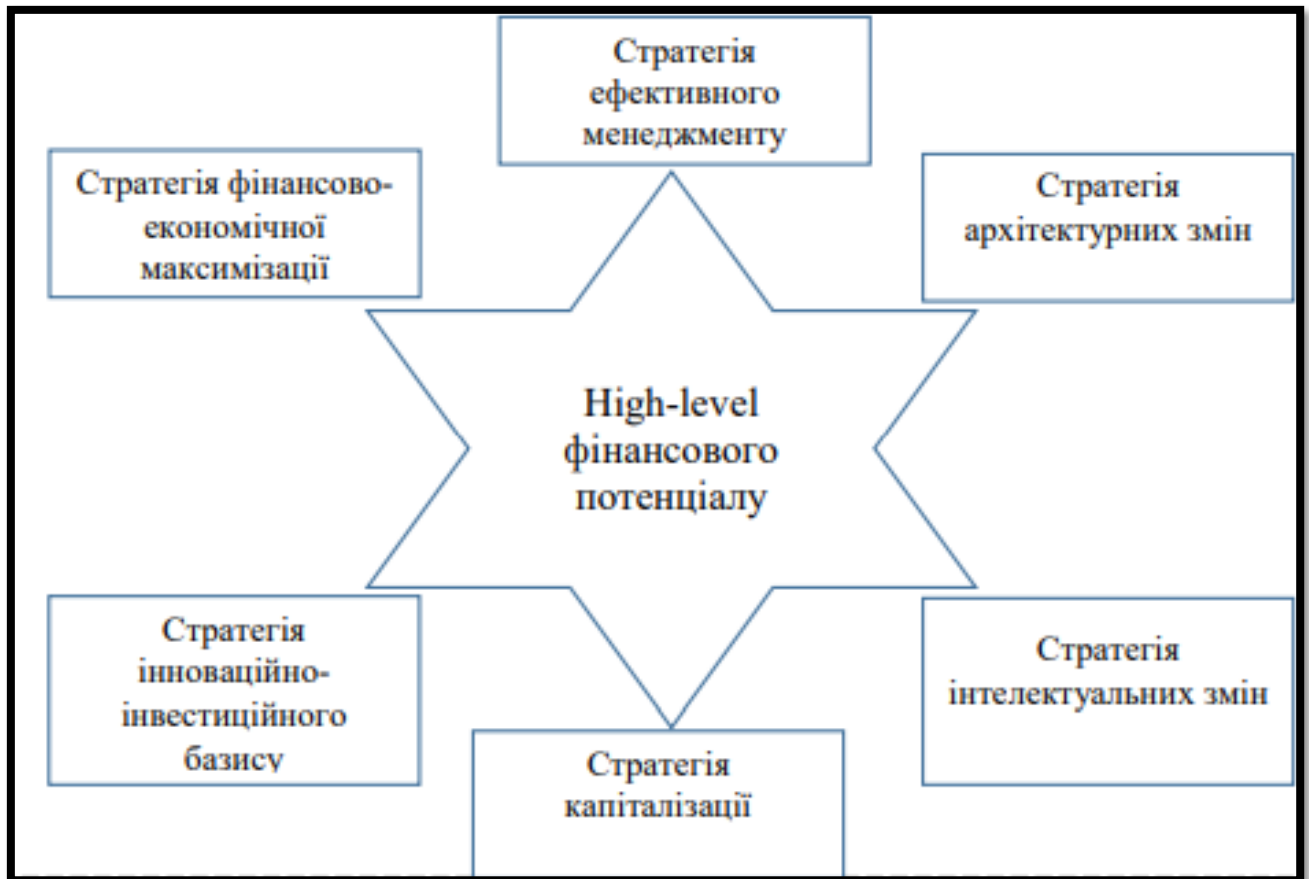 Стратегія
ефективного
менеджменту
Стратегія фінансово-
економічної
максимізації
Стратегія
архітектурних змін
High-level
фінансового
потенціалу
Стратегія
інноваційно-
інвестиційного
базису
Стратегія
інтелектуальних змін
Стратегія
капіталізації